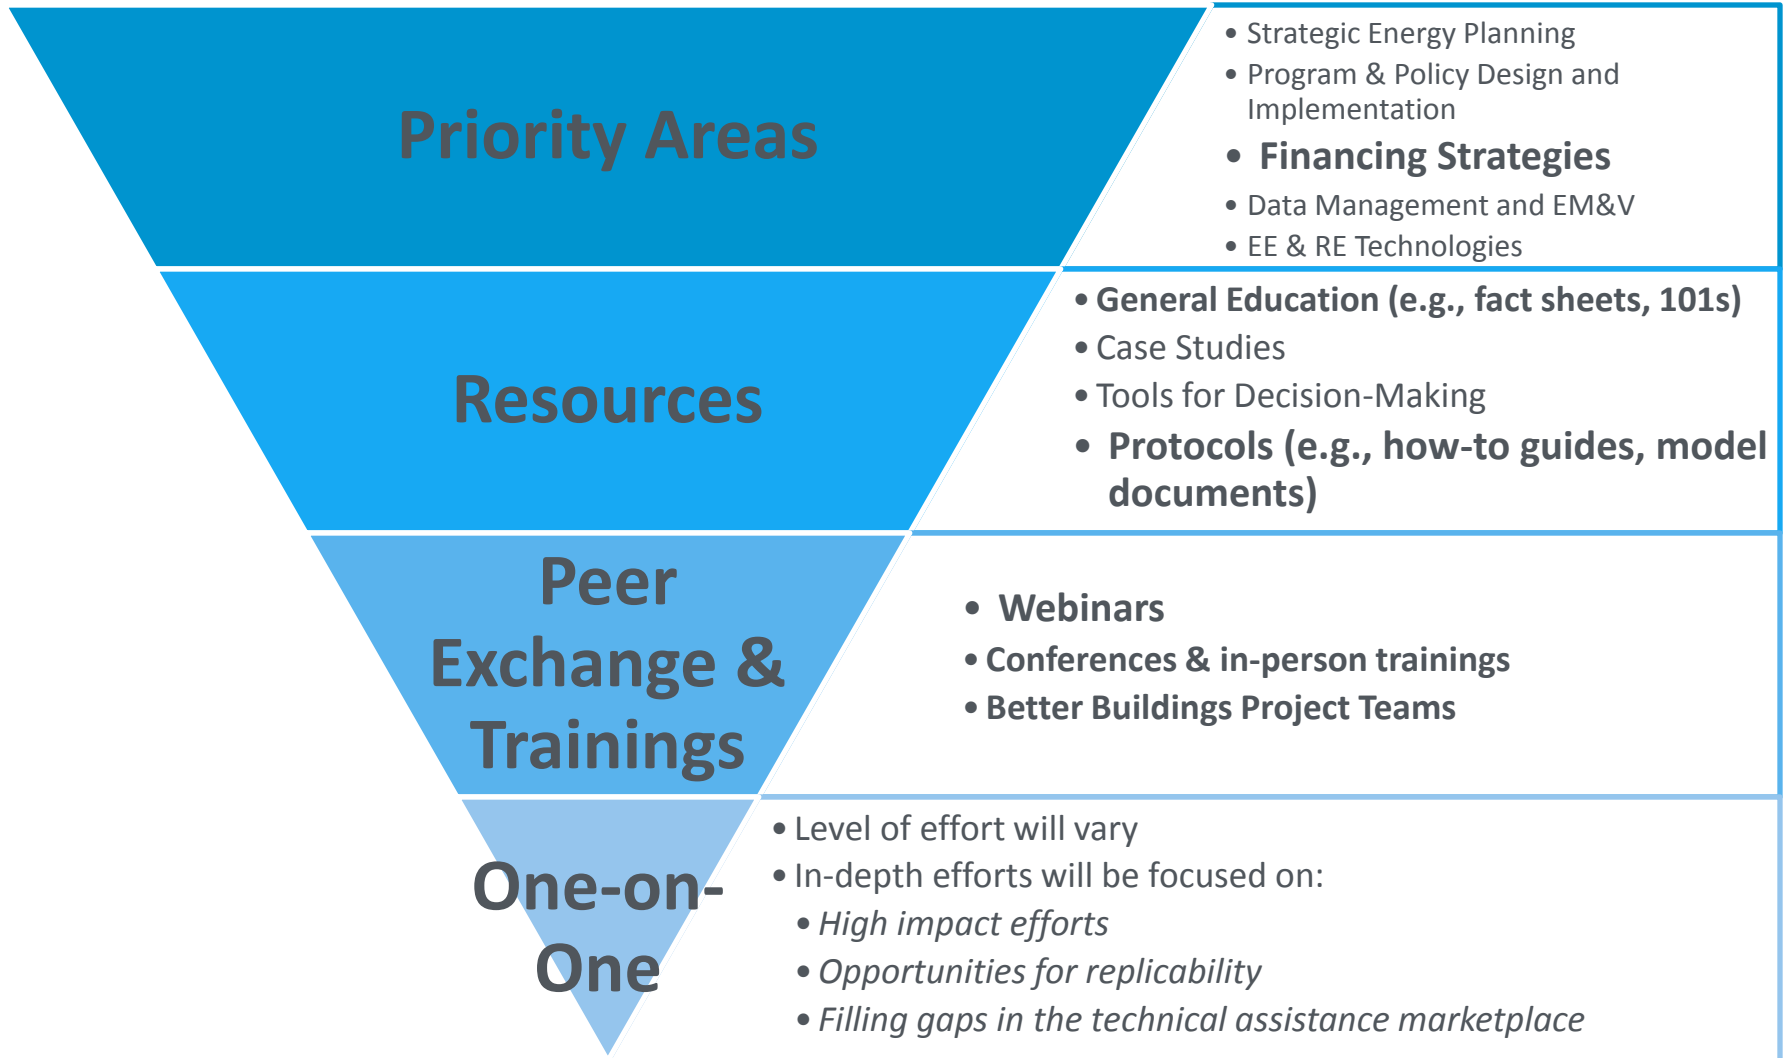 Priority Areas
• Strategic Energy Planning
• Program & Policy Design and
Implementation
• Financing Strategies
• Data Management and EM&V
• EE & RE Technologies
Resources
• General Education (e.g., fact sheets, 101s)
• Case Studies
• Tools for Decision-Making
• Protocols (e.g., how-to guides, model
documents)
Peer
Exchange &
Trainings
• Webinars
• Conferences & in-person trainings
• Better Buildings Project Teams
One-on-
One
• Level of effort will vary
• In-depth efforts will be focused on:
• High impact efforts
• Opportunities for replicability
• Filling gaps in the technical assistance marketplace